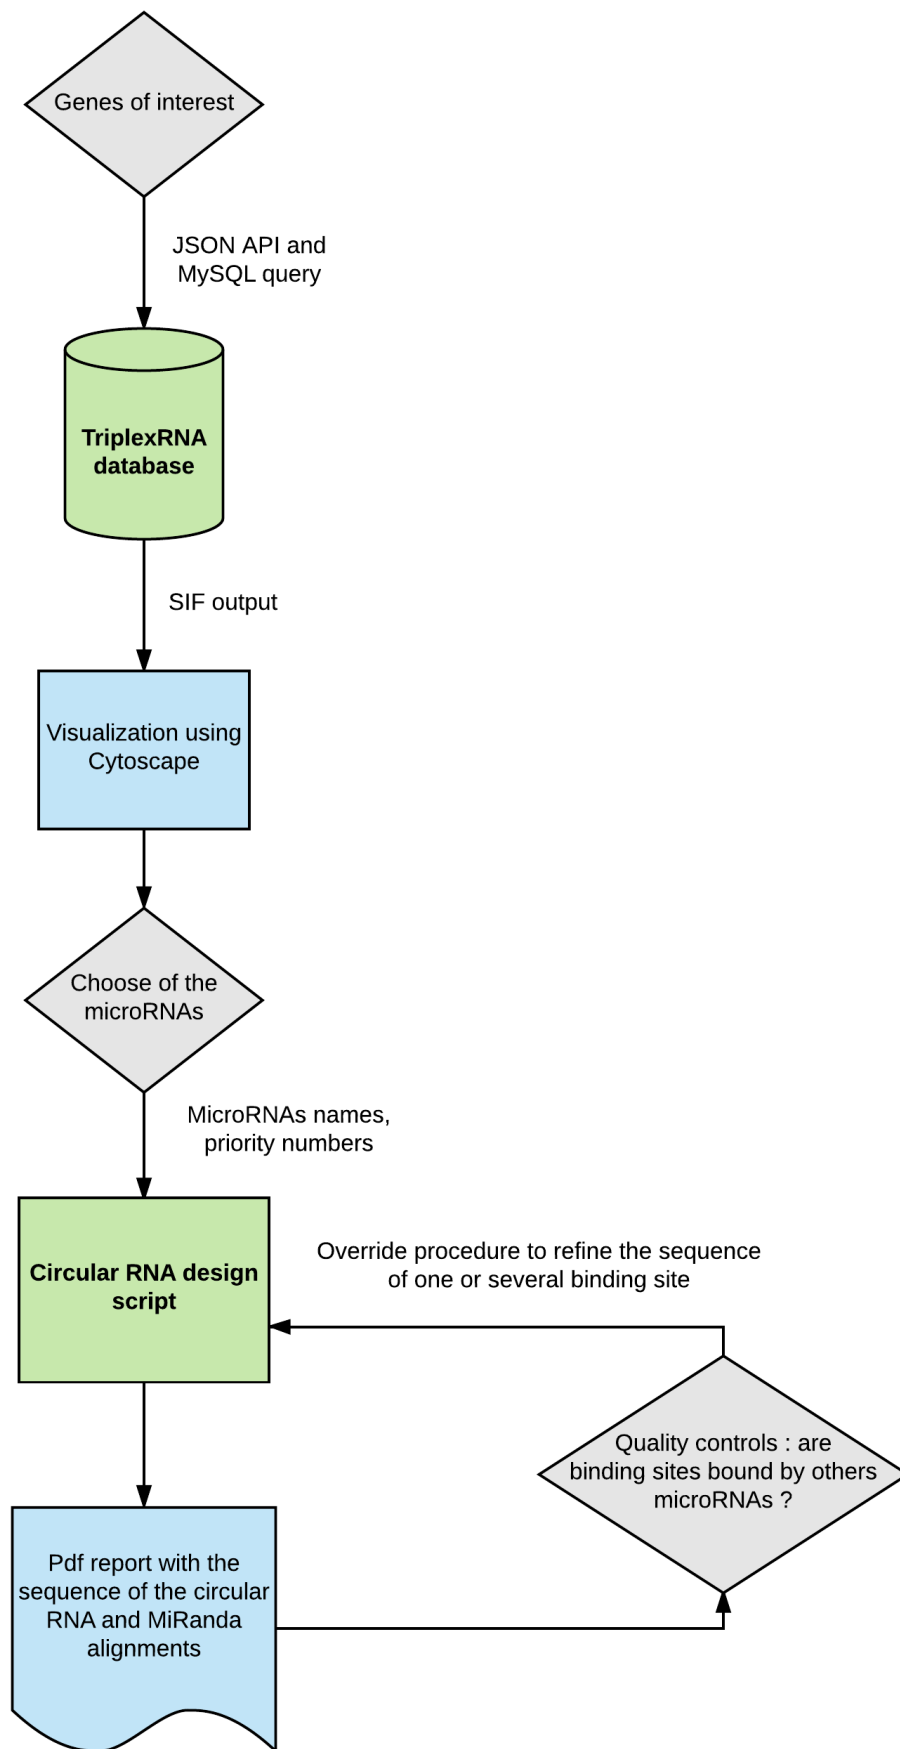 Genes of interest
JSON API and
MySQL query
TriplexRNA
database
SIF output
Visualization using
Cytoscape
Choose of the
microRNAs
MicroRNAs names,
priority numbers
Circular RNA design
script
Override procedure to refine the sequence
of one or several binding site
Quality controls : are
binding sites bound by others
microRNAs ?
Pdf report with the
sequence of the circular
RNA and MiRanda
alignments